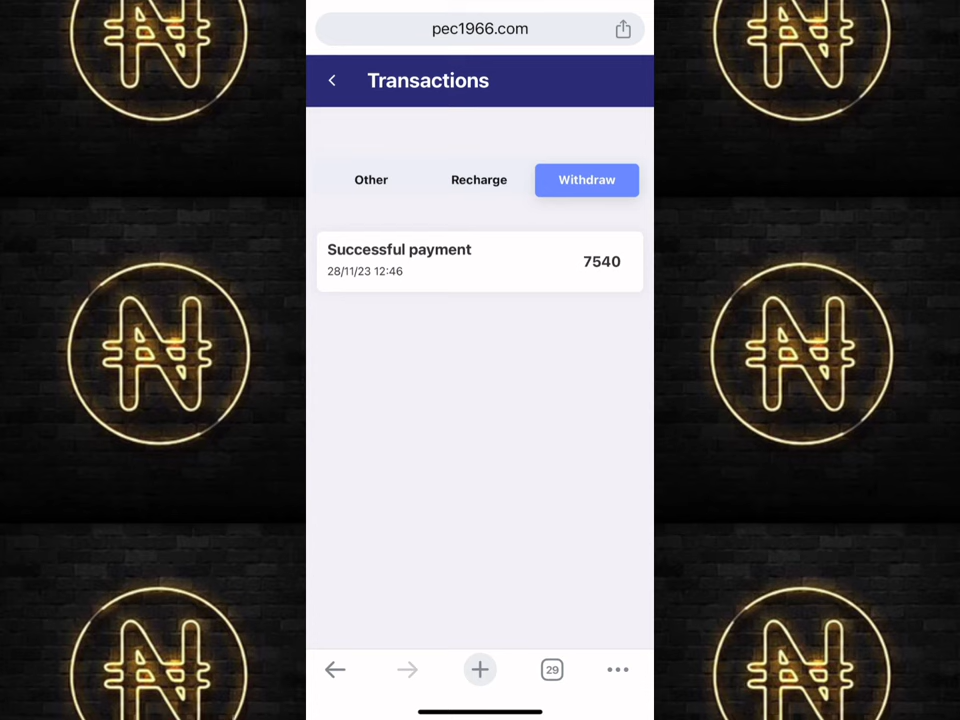 pec1966.com
Transactions
Other Recharge Withdraw
Successful payment
28/11/23 12:46
7540
29